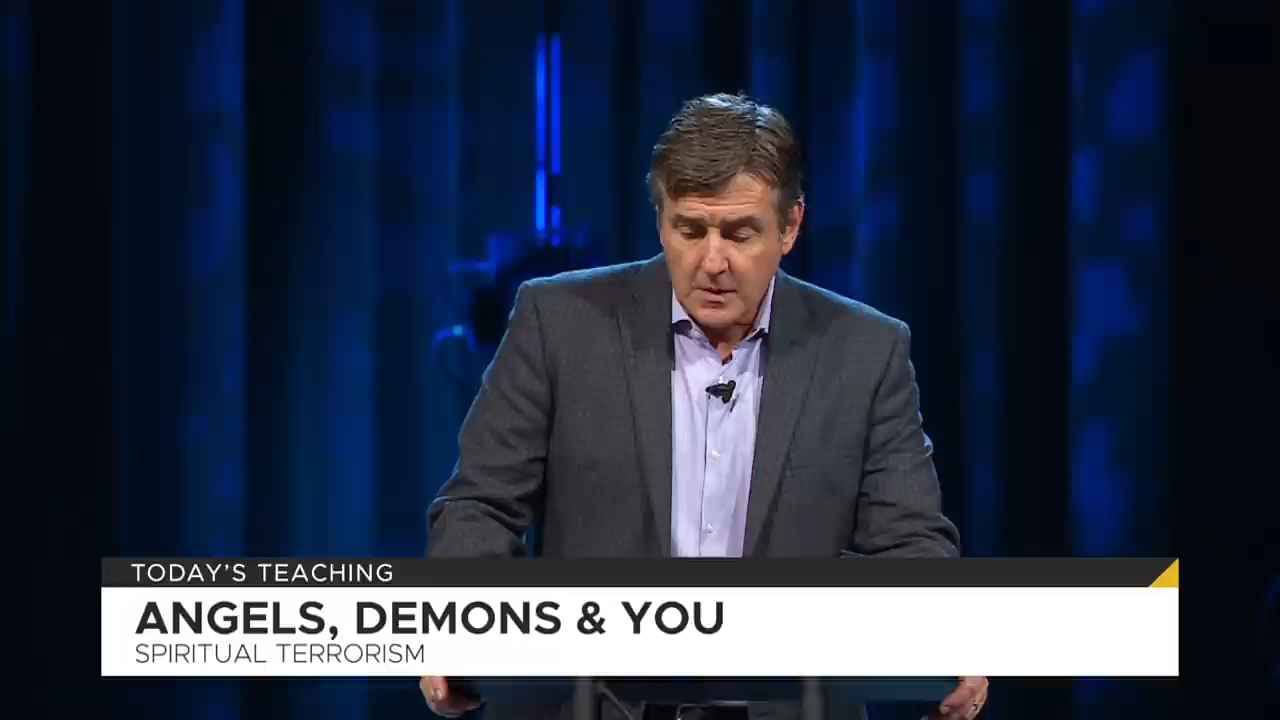 TODAY'S TEACHING
ANGELS, DEMONS & YOU
SPIRITUAL TERRORISM